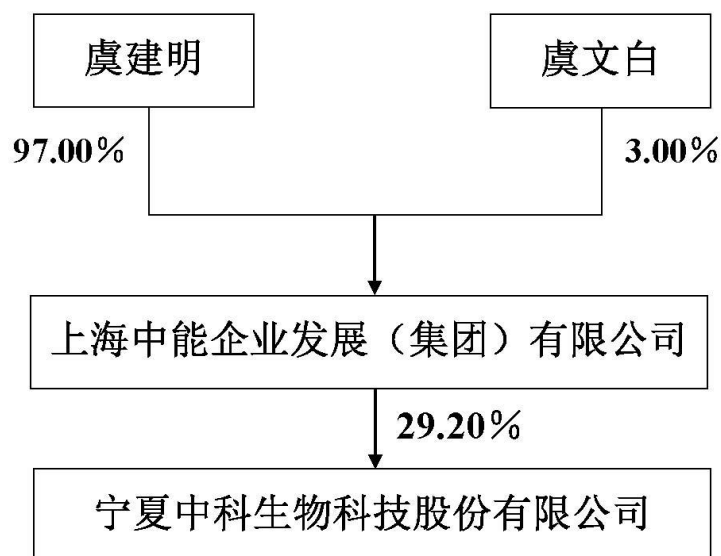 虞建明
虞文白
97.00％
3.00％
上海中能企业发展（集团）有限公司
29.20％
宁夏中科生物科技股份有限公司